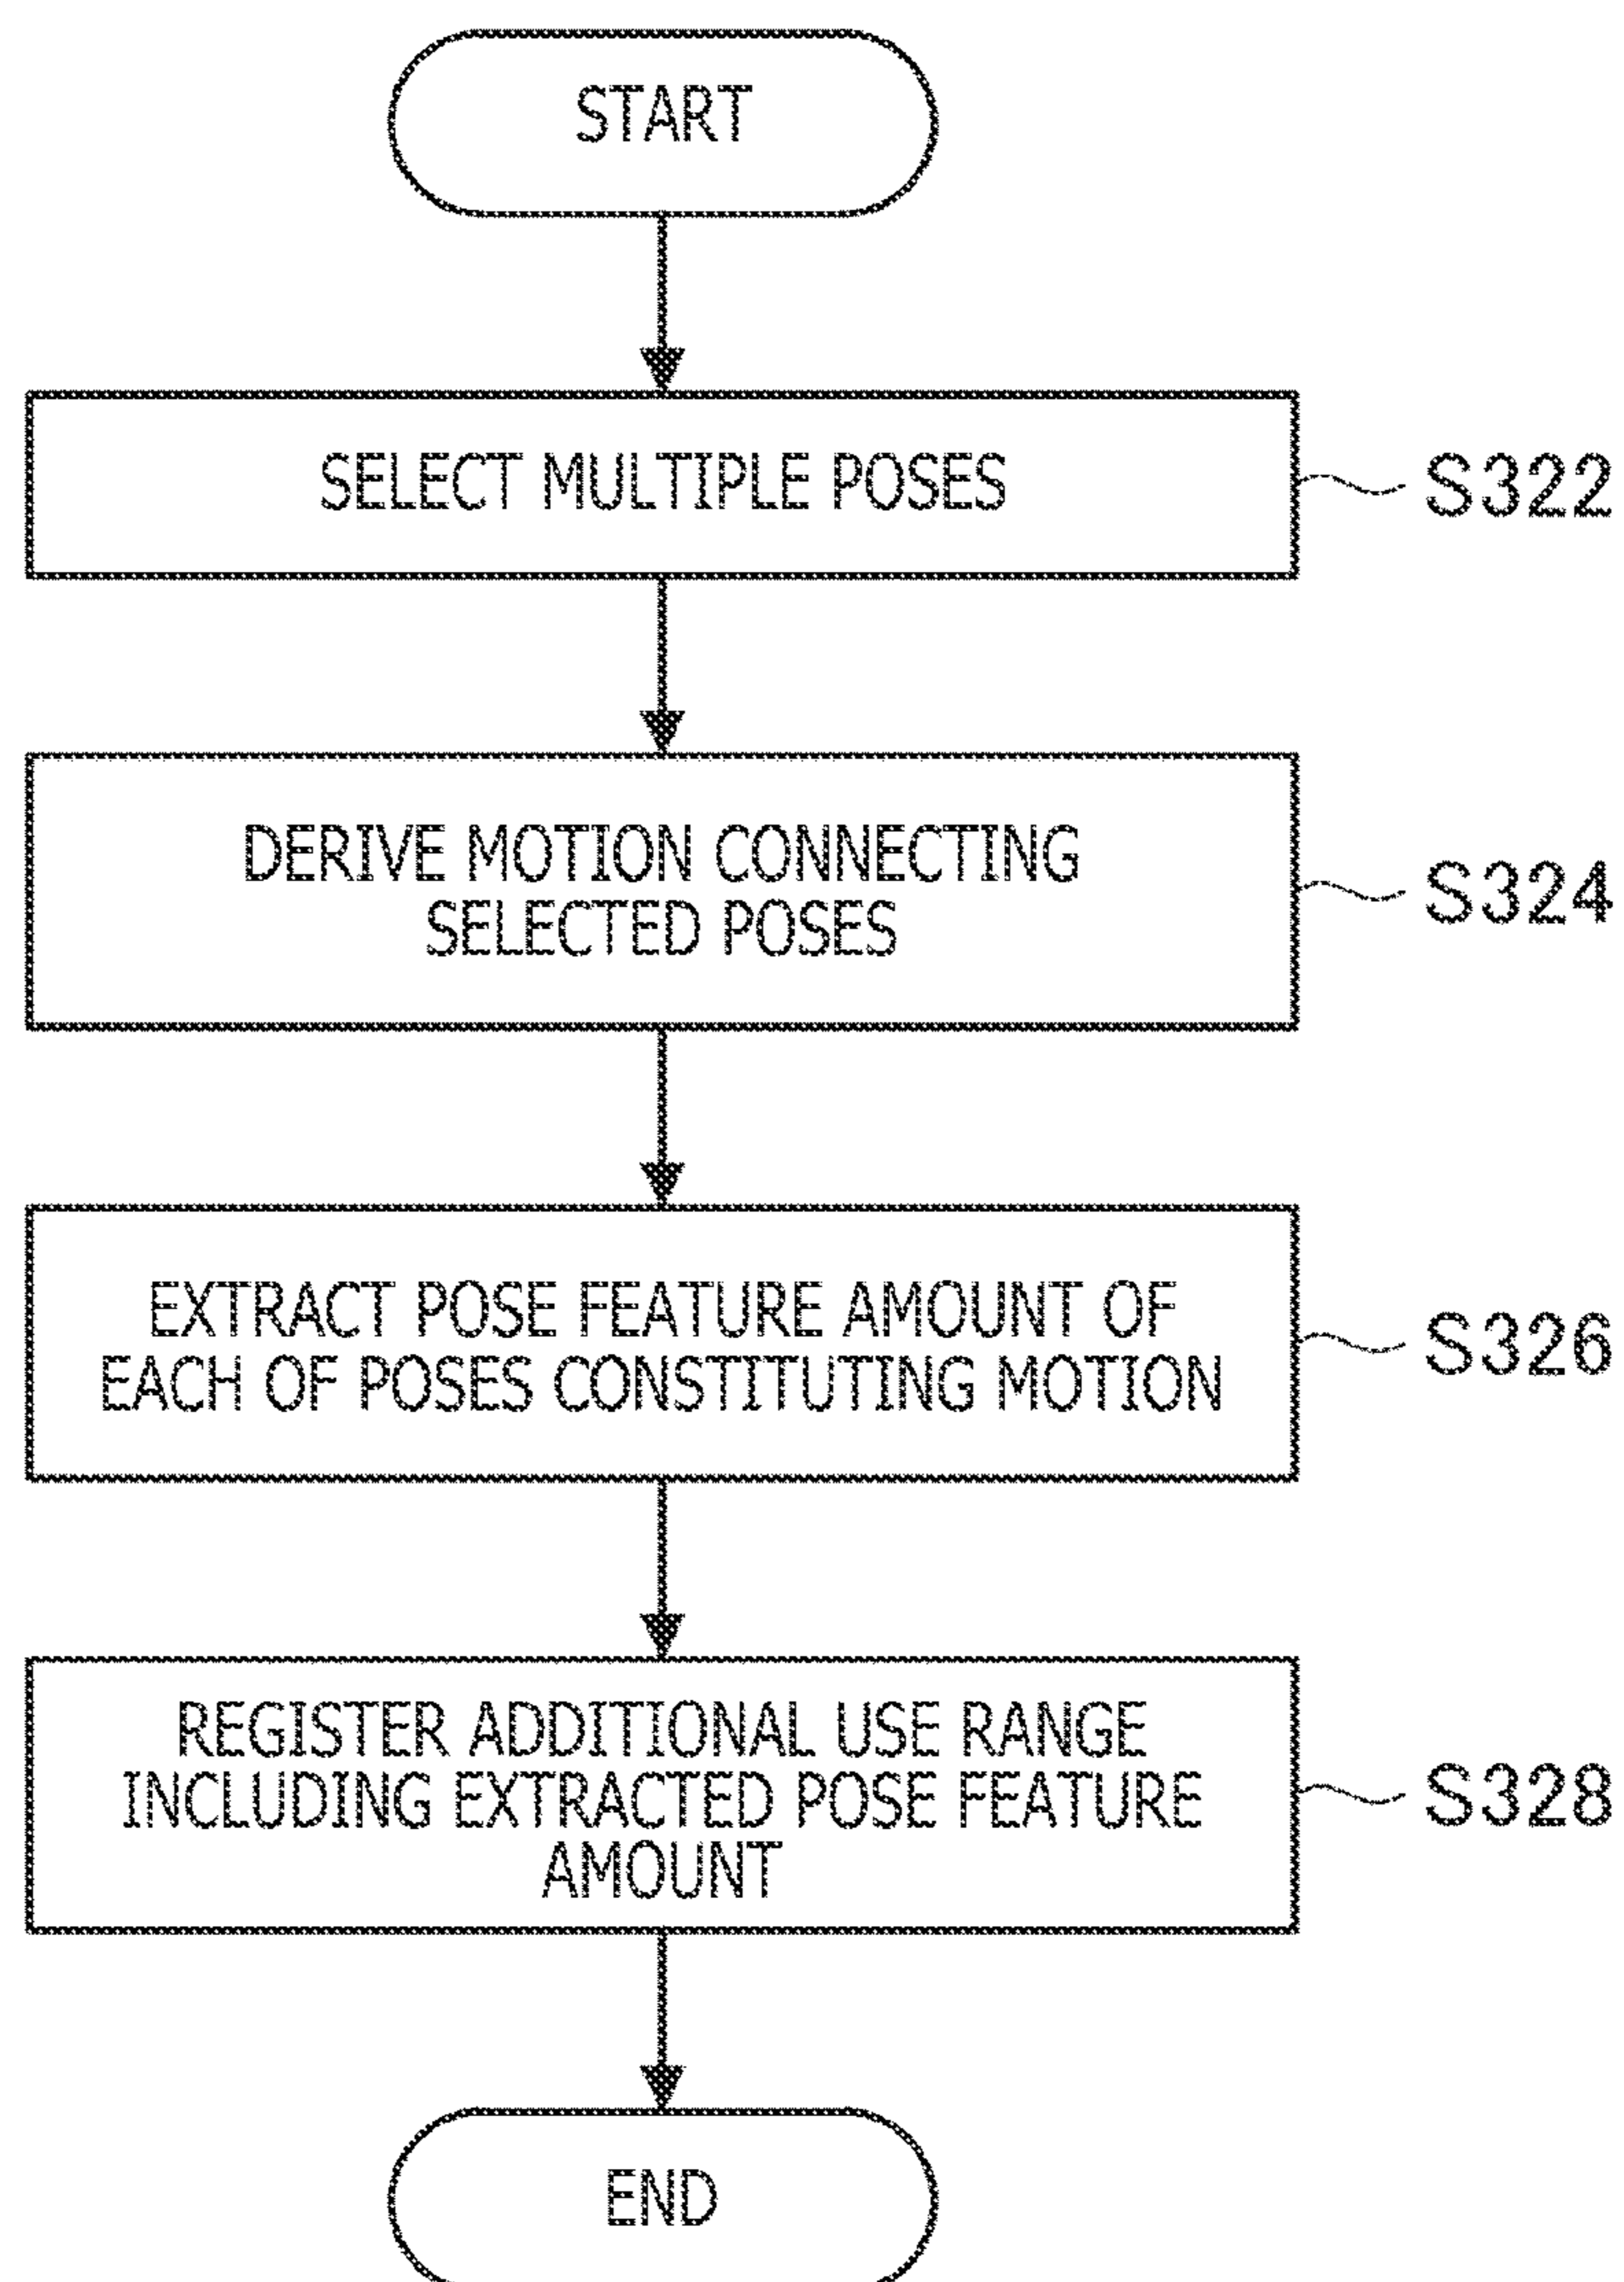 START
SELECT MULTIPLE POSES
S322
DERIVE MOTION CONNECTING
SELECTED POSES
S324
EXTRACT POSE FEATURE AMOUNT OF
EACH OF POSES CONSTITUTING MOTION
S326
REGISTER ADDITIONAL USE RANGE
INCLUDING EXTRACTED POSE FEATURE
AMOUNT
S328
END